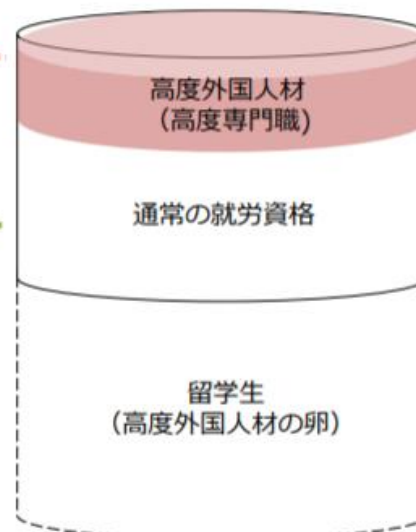 高度外国人材
（高度専門職)
通常の就労資格
留学生
（高度外国人材の卵）